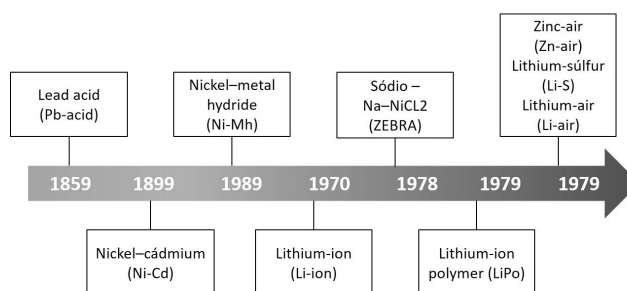 Lead acid
(Pb-acid)
Nickel–metal
hydride
(Ni-Mh)
Sódio –
Na–NiCL2
(ZEBRA)
Zinc-air
(Zn-air)
Lithium-súlfur
(Li-S)
Lithium-air
(Li-air)
1859
1899
1989
1970
1978
1979
1979
Nickel–cádmium
(Ni-Cd)
Lithium-ion
(Li-ion)
Lithium-ion
polymer (LiPo)